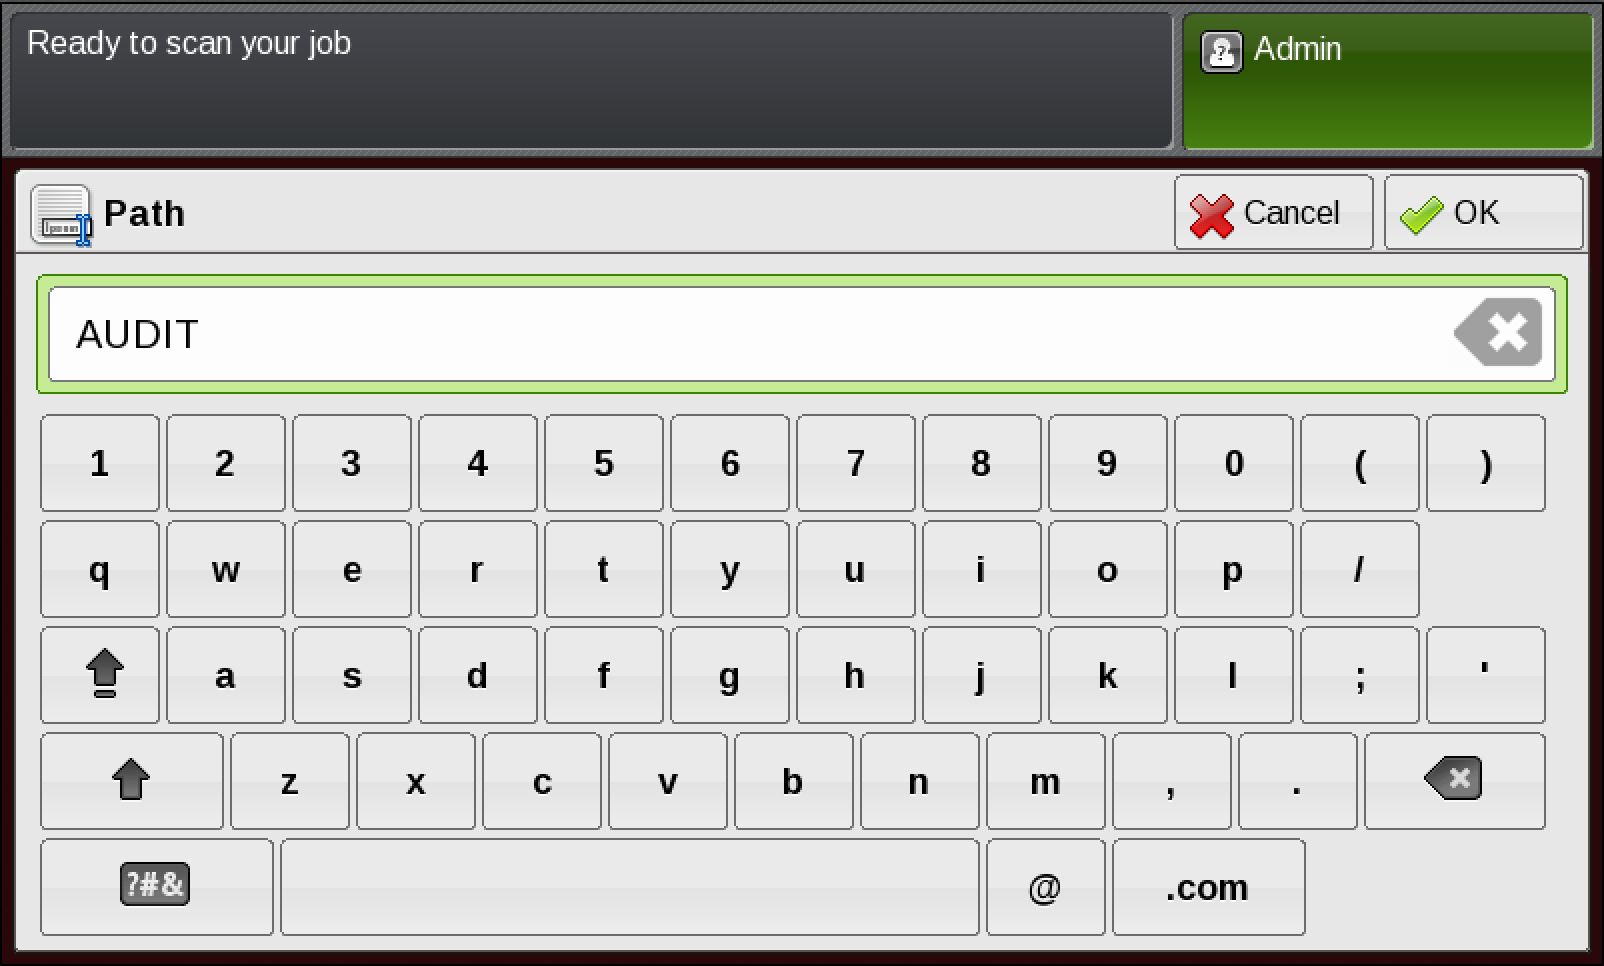 Ready to scan your job
Admin
Path
Cancel
OK
AUDIT
1 2 3 4 5 6 7 8 9 0 ( )
q w e r t y u i o p /
a s d f g h j k l ; '
z x c v b n m , .
?#& @ .com